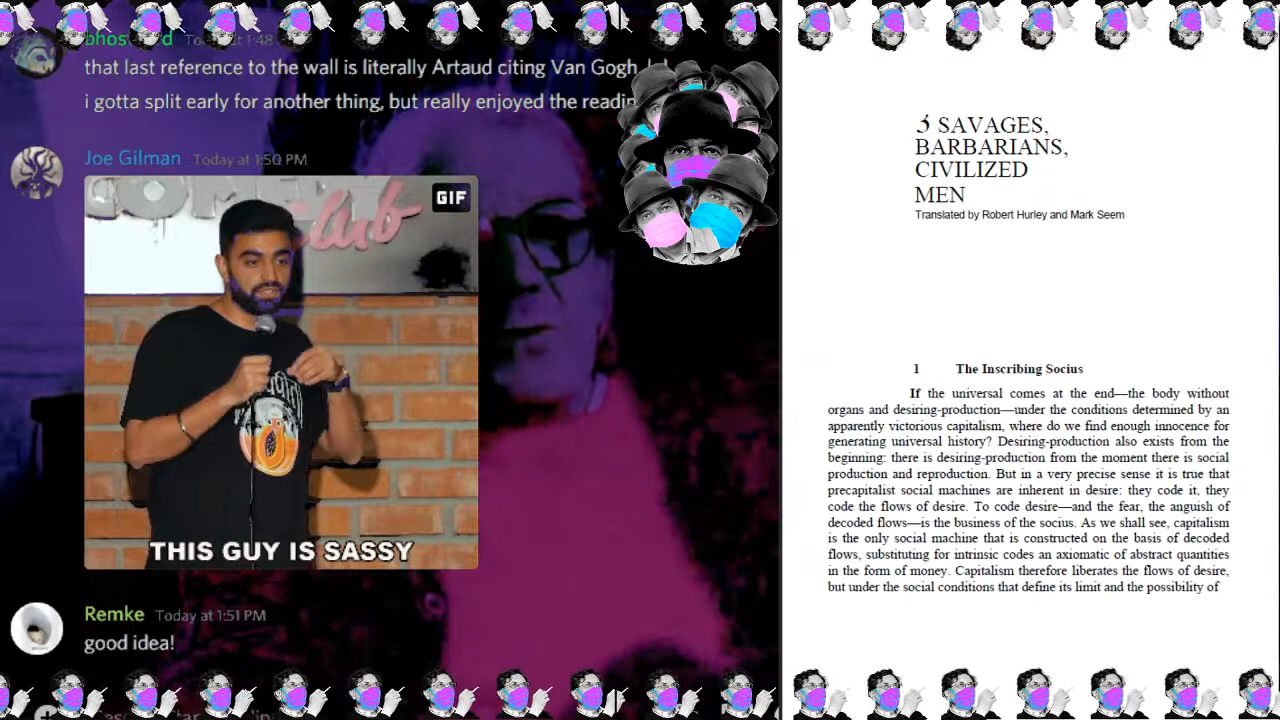 Today at 1:48
that last reference to the wall is literally Artaud citing Van Gogh
i gotta split early for another thing, but really enjoyed the
Joe Gilman Today at 1:50 PM
GIF
Club
THIS GUY IS SASSY
Remke Today at 1:51 PM
good idea!
3 SAVAGES,
BARBARIANS,
CIVILIZED
MEN
Translated by Robert Hurley and Mark Seem
1 The Inscribing Socius
If the universal comes at the end—the body without
organs and desiring-production—under the conditions determined by an
apparently victorious capitalism, where do we find enough innocence for
generating universal history? Desiring-production also exists from the
beginning: there is desiring-production from the moment there is social
production and reproduction. But in a very precise sense it is true that
precapitalist social machines are inherent in desire: they code it, they
code the flows of desire. To code desire—and the fear, the anguish of
decoded flows—is the business of the socius. As we shall see, capitalism
is the only social machine that is constructed on the basis of decoded
flows, substituting for intrinsic codes an axiomatic of abstract quantities
in the form of money. Capitalism therefore liberates the flows of desire,
but under the social conditions that define its limit and the possibility of